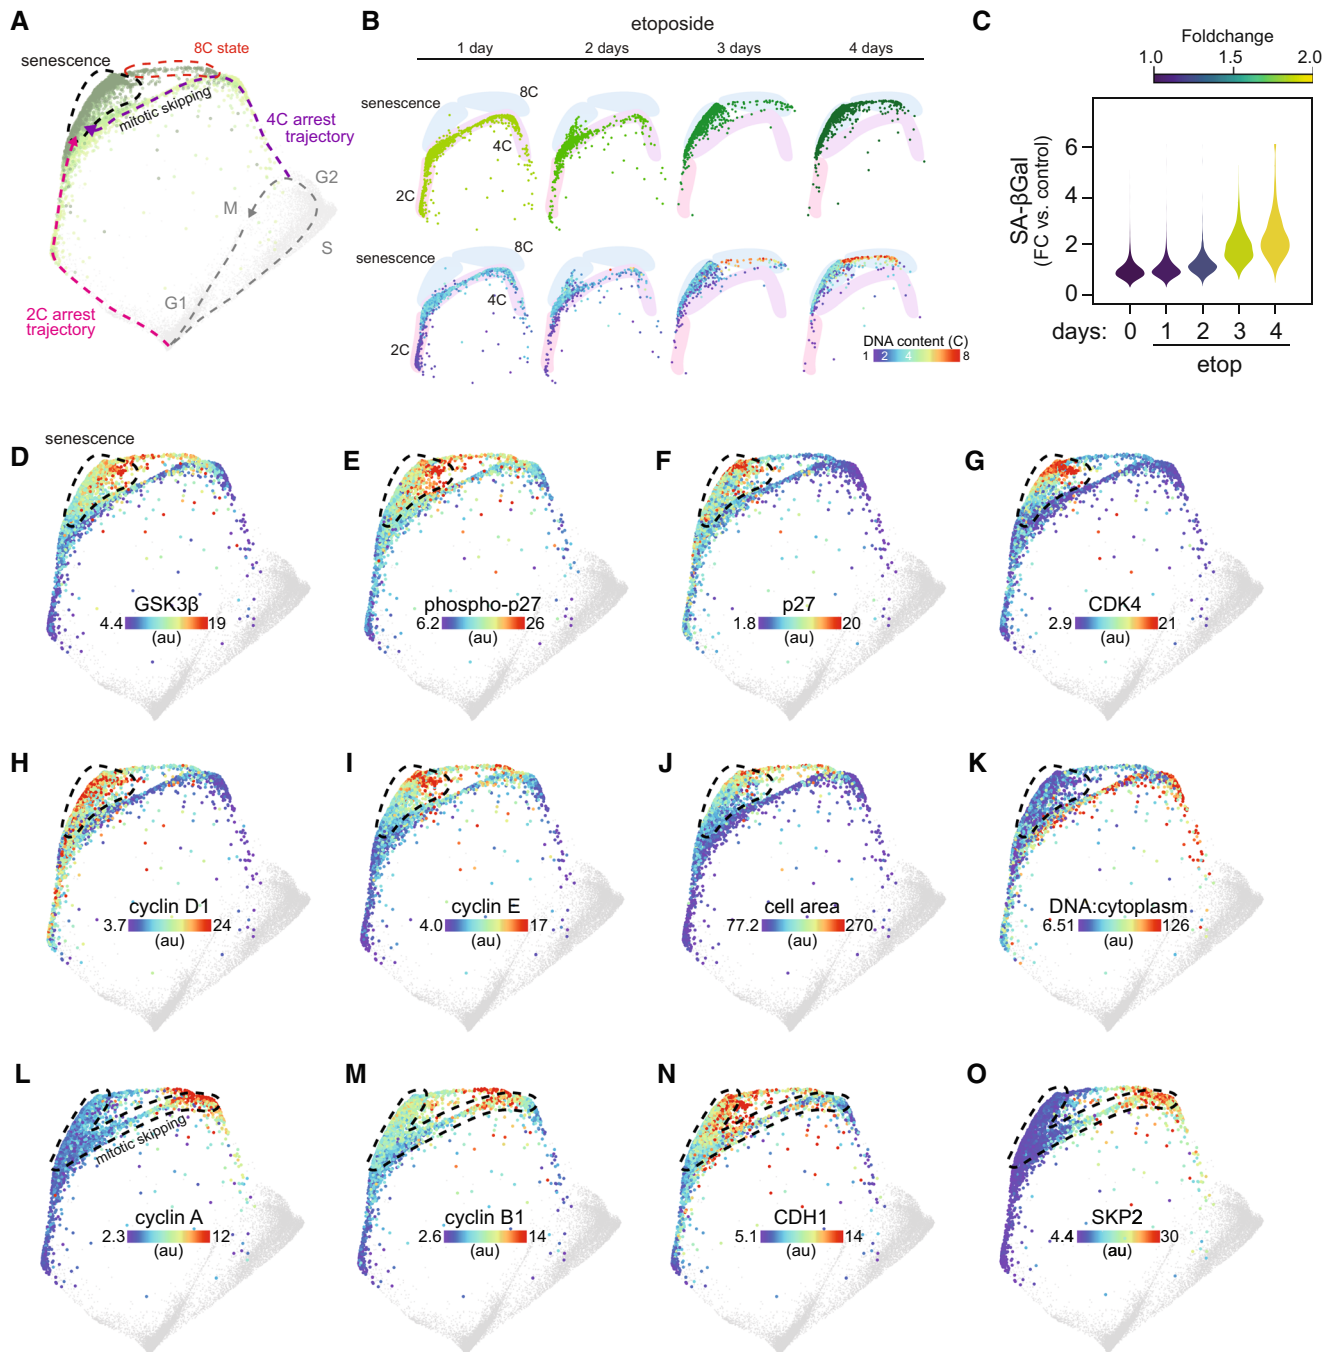 A
senescence
8C state
mitotic skipping
4C arrest
trajectory
G2
M
S
G1
2C arrest
trajectory
B
etoposide
1 day 2 days 3 days 4 days
senescence
8C
4C
2C
senescence
8C
4C
2C
DNA content (C)
1 2 4 8
C
Foldchange
1.0 1.5 2.0
SA-βGal
(FC vs. control)
6
4
2
0
days: 0 1 2 3 4
etop
D
senescence
GSK3β
4.4 19
(au)
E
phospho-p27
6.2 26
(au)
F
p27
1.8 20
(au)
G
CDK4
2.9 21
(au)
H
cyclin D1
3.7 24
(au)
I
cyclin E
4.0 17
(au)
J
cell area
77.2 270
(au)
K
DNA:cytoplasm
6.51 126
(au)
L
mitotic skipping
cyclin A
2.3 12
(au)
M
cyclin B1
2.6 14
(au)
N
CDH1
5.1 14
(au)
O
SKP2
4.4 30
(au)